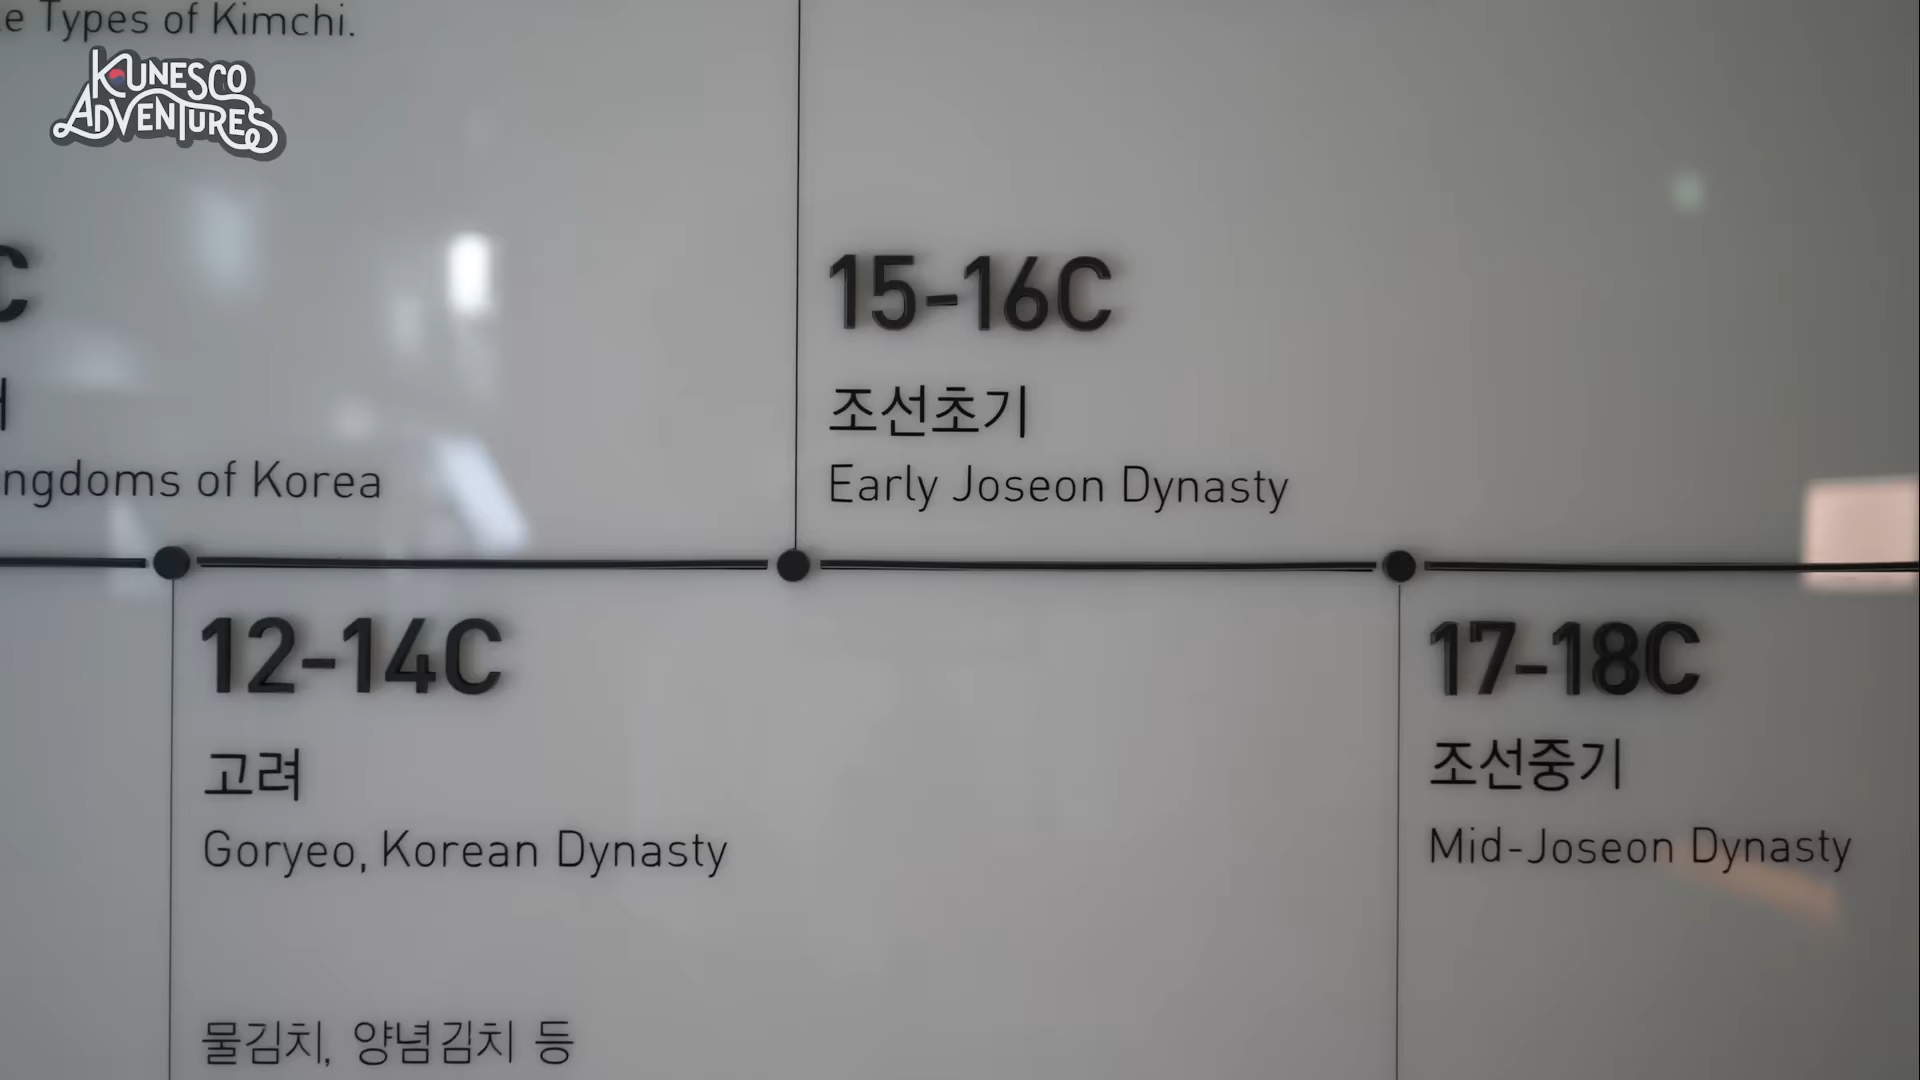 Types of Kimchi.
KUNESCO
ADVENTURES
C
of Korea
15-16C
조선초기
Early Joseon Dynasty
12-14C
고려
Goryeo, Korean Dynasty
물김치, 양념김치 등
17-18C
조선중기
Mid-Joseon Dynasty